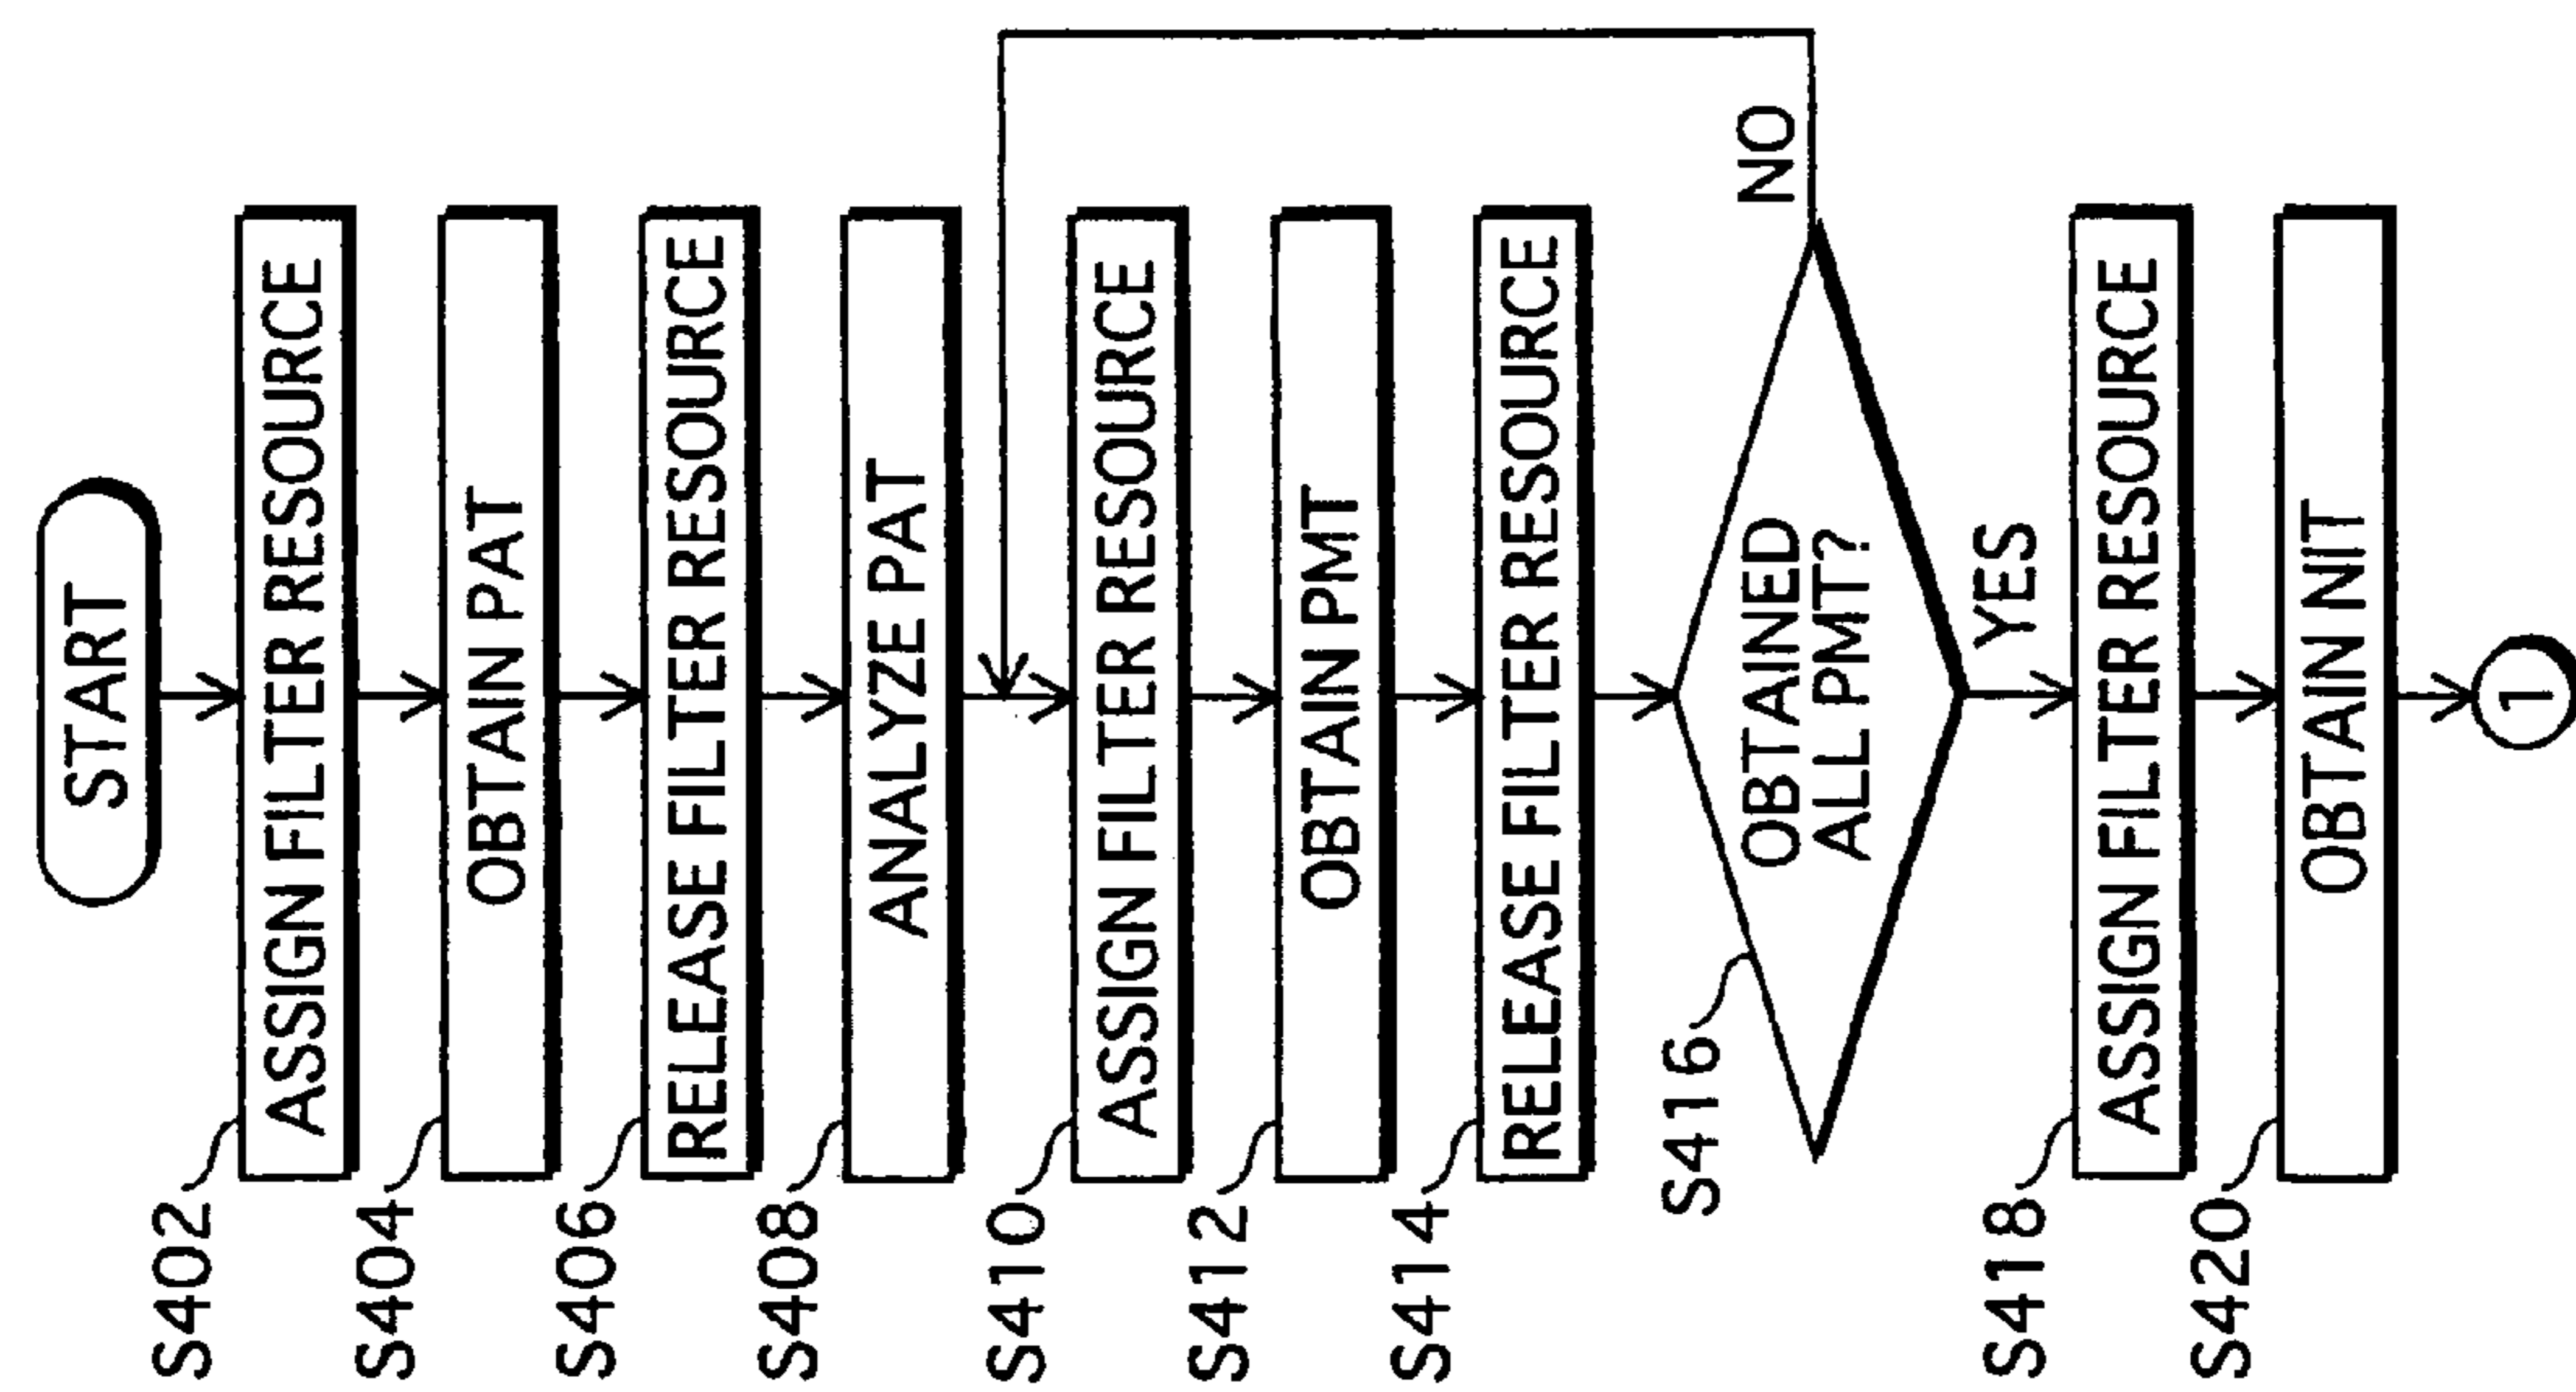 START
S402
ASSIGN FILTER RESOURCE
S404
OBTAIN PAT
S406
RELEASE FILTER RESOURCE
S408
ANALYZE PAT
S410
ASSIGN FILTER RESOURCE
S412
OBTAIN PMT
S414
RELEASE FILTER RESOURCE
S416
OBTAINED
ALL PMT?
NO
YES
S418
ASSIGN FILTER RESOURCE
S420
OBTAIN NIT
1